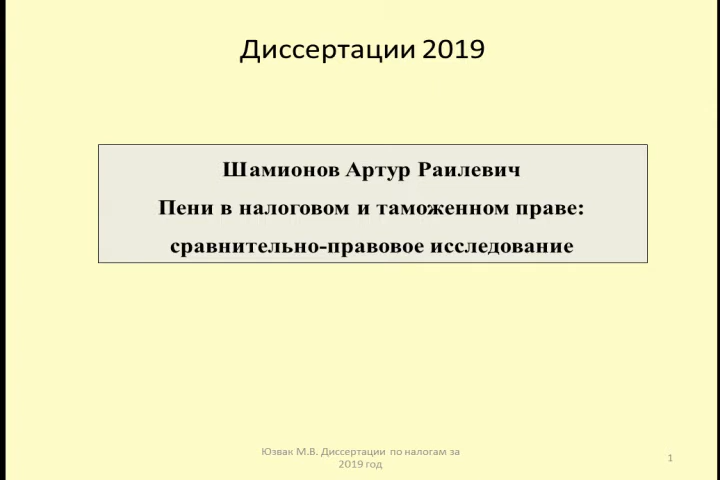 Диссертации 2019
Шамионов Артур Раилевич
Пени в налоговом и таможенном праве:
сравнительно-правовое исследование
Юзвак М.В. Диссертации по налогам за
2019 год
1